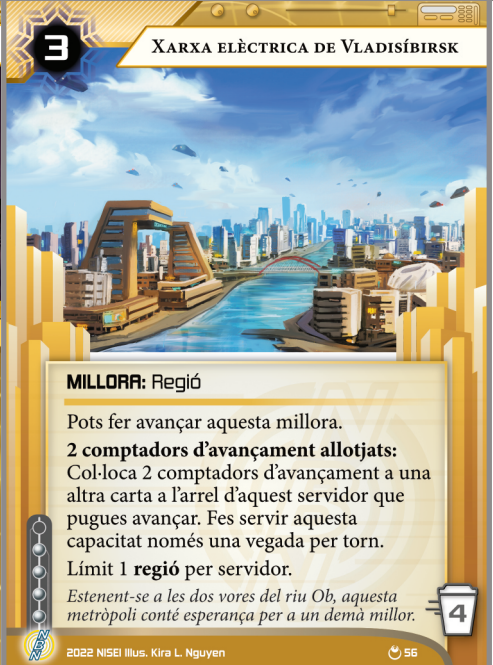 3
Xarxa elèctrica de Vladisíbirsk
MILLORA: Regió
Pots fer avançar aquesta millora.
2 comptadors d'avançament allotjats:
Col·loca 2 comptadors d'avançament a una
altra carta a l'arrel d'aquest servidor que
pugues avançar. Fes servir aquesta
capacitat només una vegada per torn.
Límit 1 regió per servidor.
Estenent-se a les dos vores del riu Ob, aquesta
metròpoli conté esperança per a un demà millor.
4
NBN
2022 NISEI Illus. Kira L. Nguyen
56